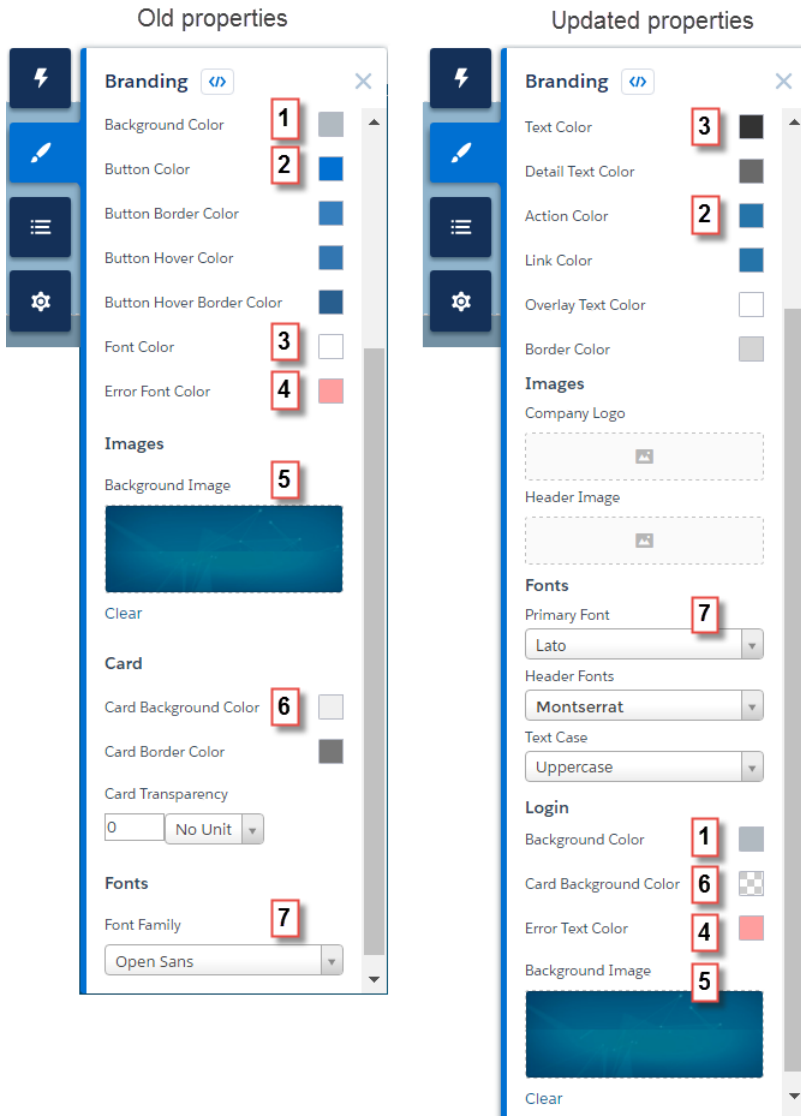 Old properties
Branding </>
Background Color 1
Button Color 2
Button Border Color
Button Hover Color
Button Hover Border Color
Font Color 3
Error Font Color 4
Images
Background Image 5
Clear
Card
Card Background Color 6
Card Border Color
Card Transparency
0 No Unit
Fonts
Font Family 7
Open Sans
Updated properties
Branding </>
Text Color 3
Detail Text Color
Action Color 2
Link Color
Overlay Text Color
Border Color
Images
Company Logo
Header Image
Fonts
Primary Font 7
Lato
Header Fonts
Montserrat
Text Case
Uppercase
Login
Background Color 1
Card Background Color 6
Error Text Color 4
Background Image 5
Clear